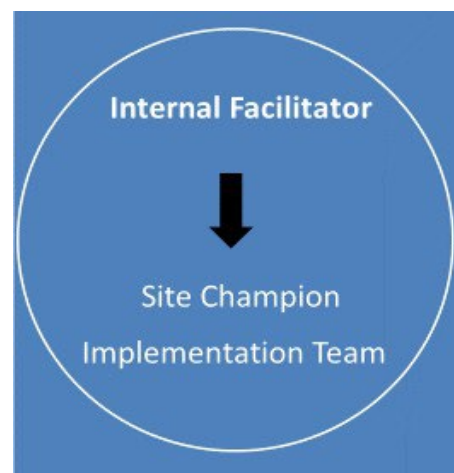 Internal Facilitator
Site Champion
Implementation Team